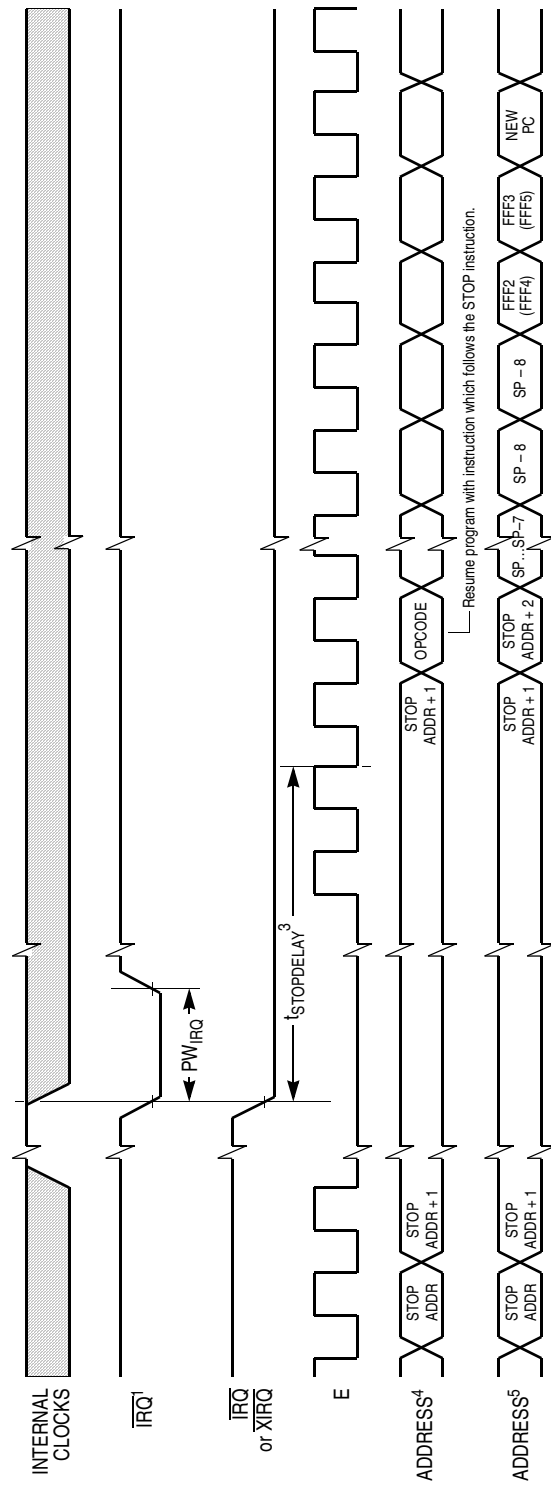 INTERNAL
CLOCKS
IRQ1
PWIRQ
IRQ
or XIRQ
tSTOPDELAY3
E
ADDRESS4
STOP
ADDR
STOP
ADDR + 1
STOP
ADDR + 1
OPCODE
Resume program with instruction which follows the STOP instruction.
ADDRESS5
STOP
ADDR
STOP
ADDR + 1
STOP
ADDR + 1
STOP
ADDR + 2
SP…SP–7
SP – 8
SP – 8
FFF2
(FFF4)
FFF3
(FFF5)
NEW
PC